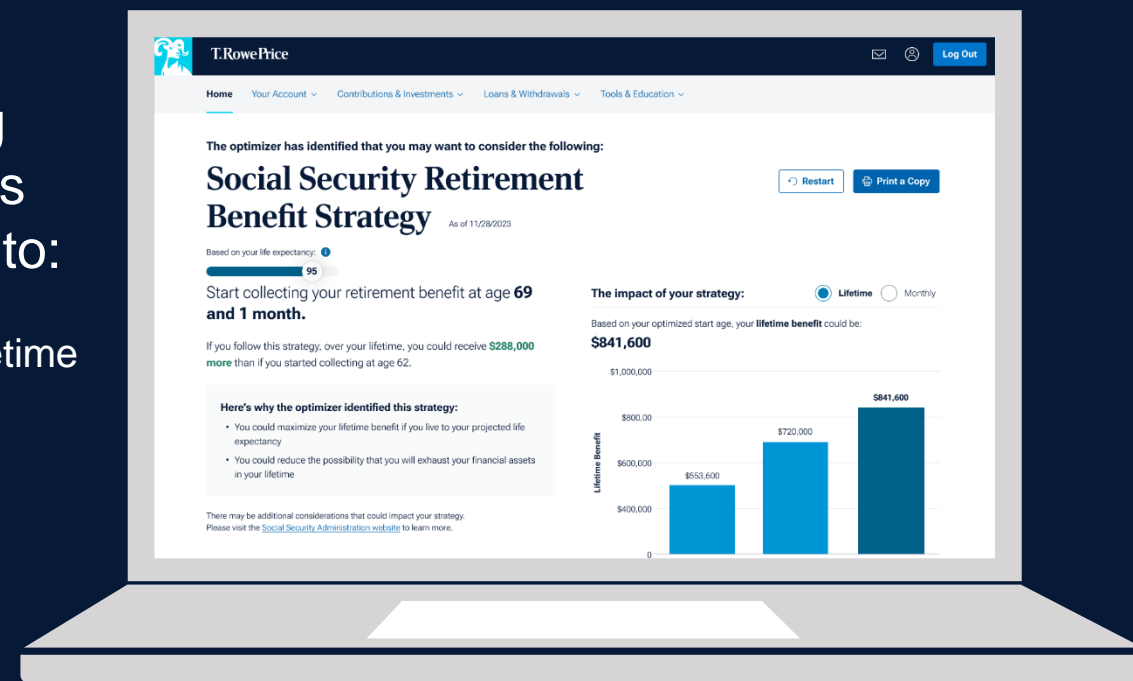 to:
T.RowePrice
Log Out
Home
Your Account
Contributions & Investments
Loans & Withdrawals
Tools & Education
The optimizer has identified that you may want to consider the following:
Social Security Retirement
Benefit Strategy
As of 11/28/2023
Restart
Print a Copy
Based on your life expectancy:
95
Start collecting your retirement benefit at age 69
and 1 month.
If you follow this strategy, over your lifetime, you could receive $288,000
more than if you started collecting at age 62.
Here's why the optimizer identified this strategy:
• You could maximize your lifetime benefit if you live to your projected life
expectancy
• You could reduce the possibility that you will exhaust your financial assets
in your lifetime
There may be additional considerations that could impact your strategy.
Please visit the Social Security Administration website to learn more.
The impact of your strategy:
Lifetime
Monthly
Based on your optimized start age, your lifetime benefit could be:
$841,600
Lifetime Benefit
$1,000,000
$800,00
$600,000
$400,000
0
$553,600
$720,000
$841,600